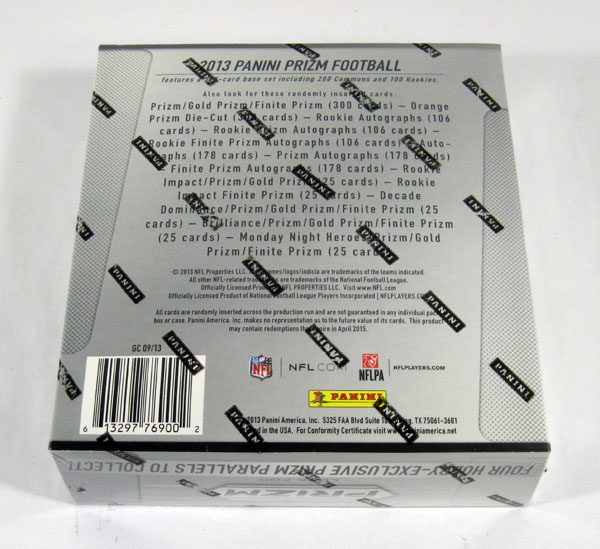 2013 PANINI PRIZM FOOTBALL
features a card base set including 200 Commons and 100 Rookies.
Also look for these randomly inserted cards:
Prizm/Gold Prizm/Finite Prizm (300 cards) – Orange
Prizm Die-Cut ( cards) – Rookie Autographs (106
cards) – Rookie Prizm Autographs (106 cards) –
Rookie Finite Prizm Autographs (106 cards) – Auto-
graphs (178 cards) – Prizm Autographs (178 cards)
– Finite Prizm Autographs (178 cards) – Rookie
Impact/Prizm/Gold Prizm (25 cards) – Rookie
Impact Finite Prizm (25 cards) – Decade
Dominance/Prizm/Gold Prizm/Finite Prizm (25
cards) – Brilliance/Prizm/Gold Prizm/Finite Prizm
(25 cards) – Monday Night Heroes/Prizm/Gold
Prizm/Finite Prizm (25 cards)
© 2013 NFL Properties LLC. names/logos/indicia are trademarks of the teams indicated.
All other NFL-related trademarks are trademarks of the National Football League.
Officially Licensed Product of NFL PROPERTIES LLC. Visit www.NFL.com
Officially Licensed Product of National Football League Players Incorporated | NFLPLAYERS.COM
All cards are randomly inserted across the production run and are not guaranteed in any individual pack,
box or case. Panini America, inc. makes no representation as to the future value of its cards. This product
may contain redemptions that expire in April 2015.
GC 09/13
NFL
NFL.COM
NFLPA
NFLPLAYERS.COM
PANINI
6 13297 76900 2
©2013 Panini America, Inc. 5325 FAA Blvd Suite Irving, TX 75061-3601
Printed in the USA. For Conformity Certificate visit www.paniniamerica.net
FOUR HOBBY-EXCLUSIVE PRIZM PARALLELS TO COLLECT!
PRIZM
PANINI
PANINI
PANINI
PANINI
PANINI
PANINI
PANINI
PANINI
PANINI
PANINI
PANINI